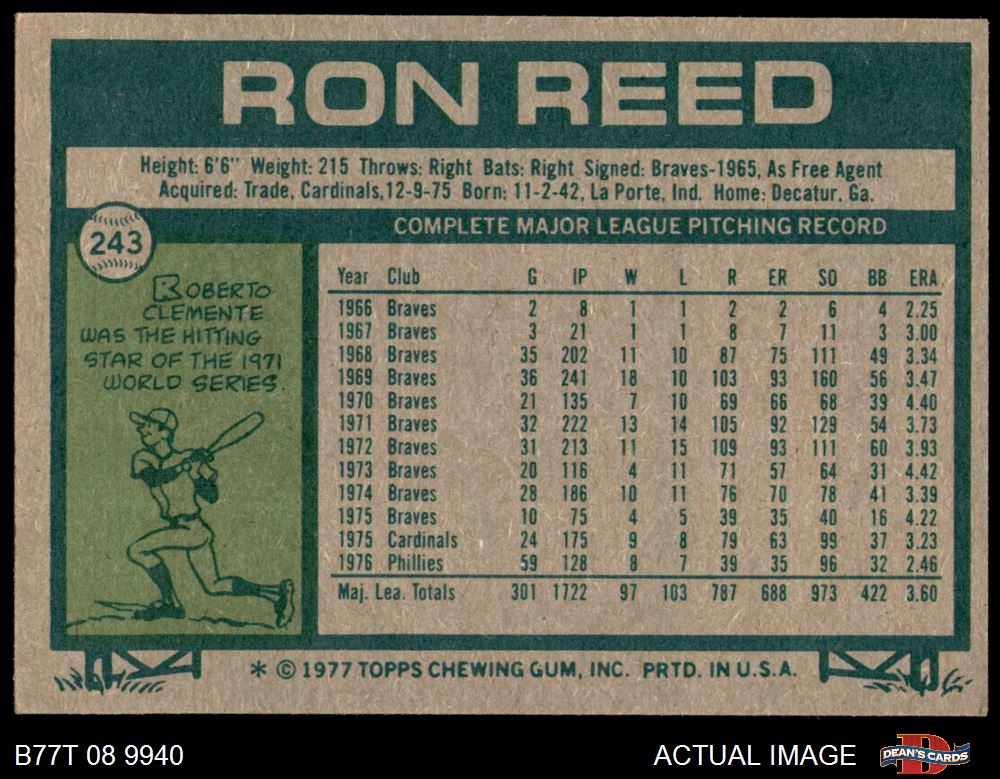 RON REED
Height: 6'6" Weight: 215 Throws: Right Bats: Right Signed: Braves-1965, As Free Agent
Acquired: Trade, Cardinals,12-9-75 Born: 11-2-42, La Porte, Ind. Home: Decatur, Ga.
243
COMPLETE MAJOR LEAGUE PITCHING RECORD
ROBERTO
CLEMENTE
WAS THE HITTING
STAR OF THE 1971
WORLD SERIES.
Year Club G IP W L R ER SO BB ERA
1966 Braves 2 8 1 1 2 2 6 4 2.25
1967 Braves 3 21 1 1 8 7 11 3 3.00
1968 Braves 35 202 11 10 87 75 111 49 3.34
1969 Braves 36 241 18 10 103 93 160 56 3.47
1970 Braves 21 135 7 10 69 66 68 39 4.40
1971 Braves 32 222 13 14 105 92 129 54 3.73
1972 Braves 31 213 11 15 109 93 111 60 3.93
1973 Braves 20 116 4 11 71 57 64 31 4.42
1974 Braves 28 186 10 11 76 70 78 41 3.39
1975 Braves 10 75 4 5 39 35 40 16 4.22
1975 Cardinals 24 175 9 8 79 63 99 37 3.23
1976 Phillies 59 128 8 7 39 35 96 32 2.46
Maj. Lea. Totals 301 1722 97 103 787 688 973 422 3.60
* © 1977 TOPPS CHEWING GUM, INC. PRTD. IN U.S.A.
B77T 08 9940
ACTUAL IMAGE
D
DEAN'S CARDS